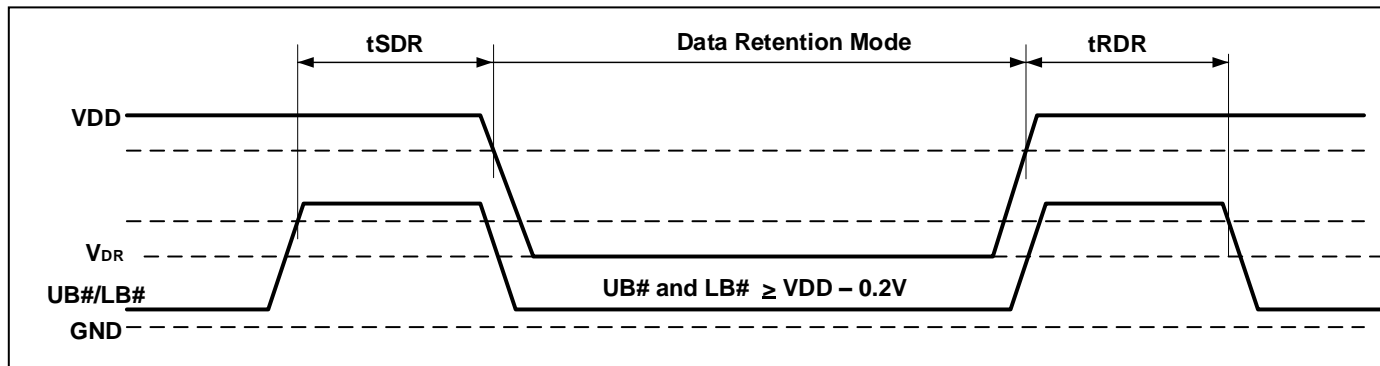 tSDR
Data Retention Mode
tRDR
VDD
VDR
UB#/LB#
UB# and LB# ≥ VDD – 0.2V
GND